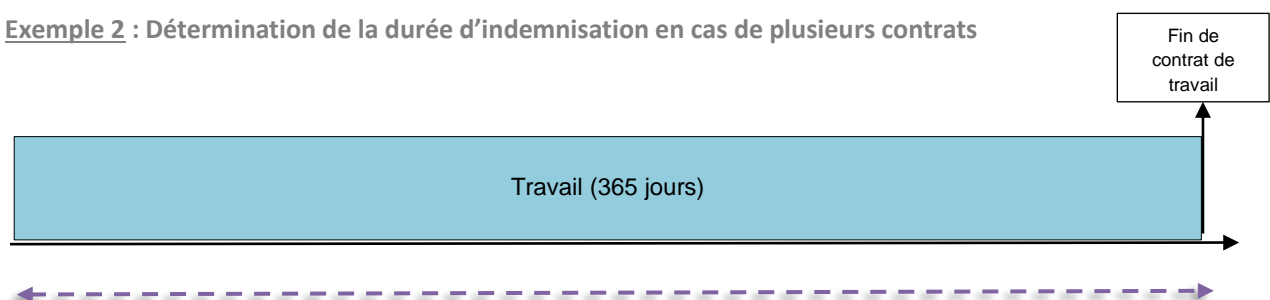 Exemple 2 : Détermination de la durée d’indemnisation en cas de plusieurs contrats
Fin de
contrat de
travail
Travail (365 jours)